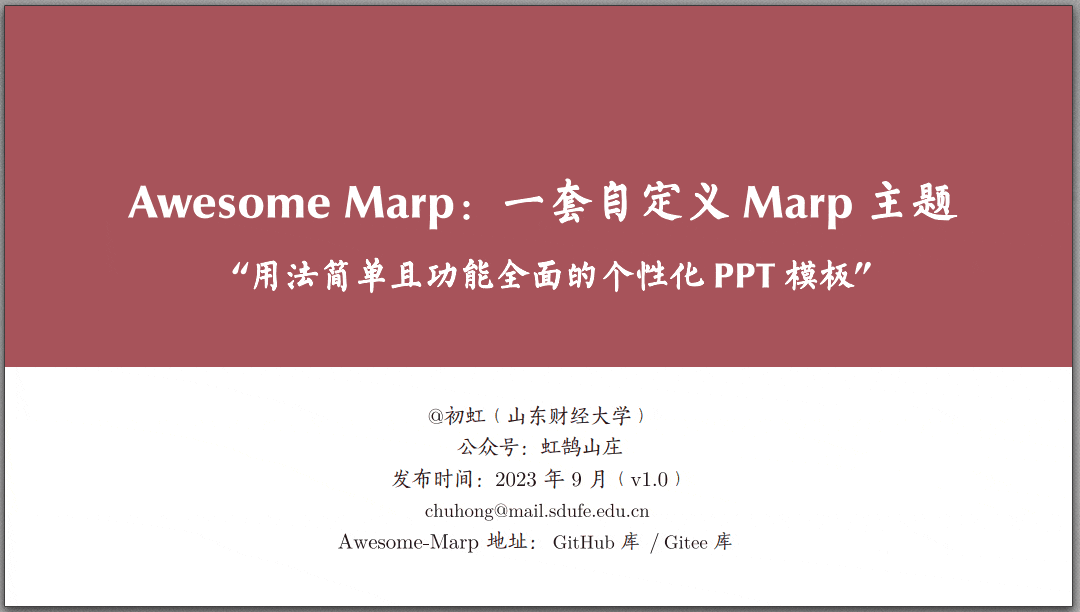 Awesome Marp：一套自定义 Marp 主题
“用法简单且功能全面的个性化 PPT 模板”
@初虹（山东财经大学）
公众号：虹鹄山庄
发布时间：2023 年 9 月（v1.0）
chuhong@mail.sdufe.edu.cn
Awesome-Marp 地址： GitHub 库 / Gitee 库